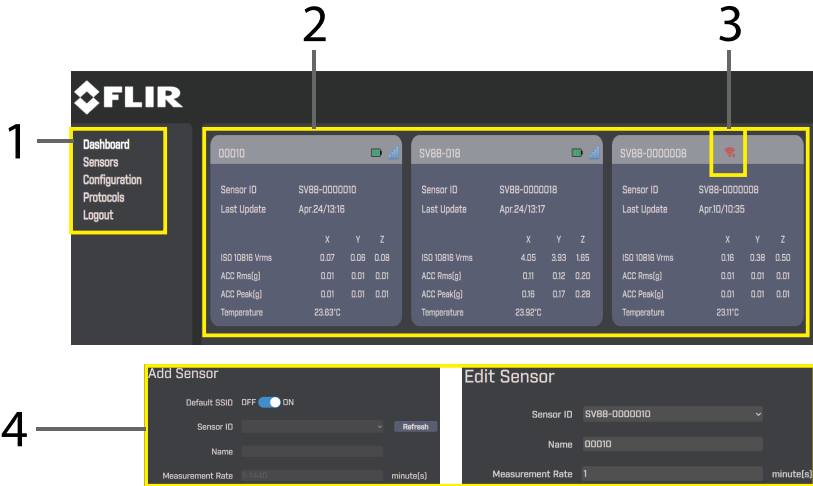 2
3
FLIR
1
Dashboard
Sensors
Configuration
Protocols
Logout
00010
Sensor ID SV88-0000010
Last Update Apr.24/13:16
X Y Z
ISO 10816 Vrms 0.07 0.06 0.08
ACC Rms(g) 0.01 0.01 0.01
ACC Peak(g) 0.01 0.01 0.01
Temperature 23.63°C
SV88-018
Sensor ID SV88-0000018
Last Update Apr.24/13:17
X Y Z
ISO 10816 Vrms 4.05 3.93 1.65
ACC Rms(g) 0.11 0.12 0.20
ACC Peak(g) 0.16 0.17 0.28
Temperature 23.92°C
SV88-0000008
Sensor ID SV88-0000008
Last Update Apr.10/10:35
X Y Z
ISO 10816 Vrms 0.16 0.38 0.50
ACC Rms(g) 0.01 0.01 0.01
ACC Peak(g) 0.01 0.01 0.01
Temperature 23.11°C
4
Add Sensor
Default SSID OFF ON
Sensor ID Refresh
Name
Measurement Rate minute(s)
Edit Sensor
Sensor ID SV88-0000010
Name 00010
Measurement Rate 1 minute(s)